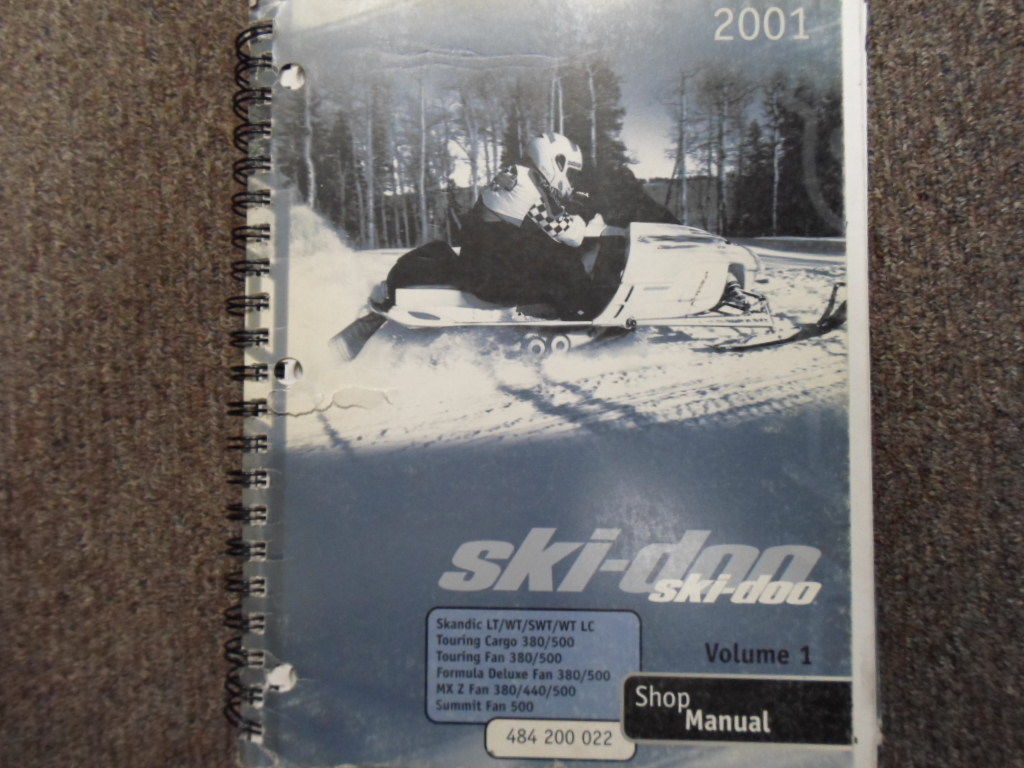 2001
ski-doo
ski-doo
Skandic LT/WT/SWT/WT LC
Touring Cargo 380/500
Touring Fan 380/500
Formula Deluxe Fan 380/500
MX Z Fan 380/440/500
Summit Fan 500
Volume 1
Shop
Manual
484 200 022